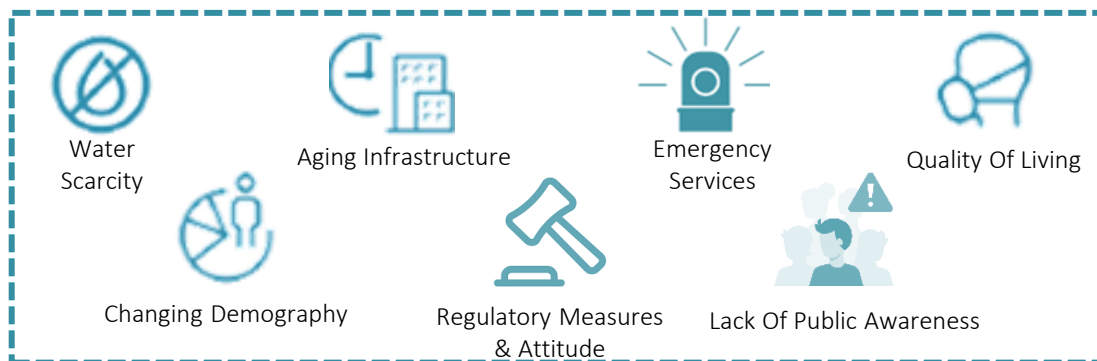 Water
Scarcity
Aging Infrastructure
Emergency
Services
Quality Of Living
Changing Demography
Regulatory Measures
& Attitude
Lack Of Public Awareness